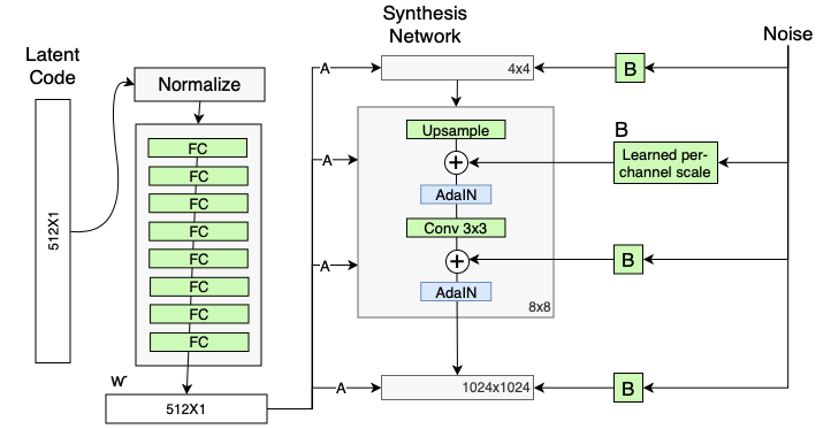 Latent
Code
512X1
Normalize
FC
FC
FC
FC
FC
FC
FC
FC
W
512X1
Synthesis
Network
A
4x4
B
Noise
Upsample
A
+
B
Learned per-
channel scale
AdaIN
Conv 3x3
A
+
B
AdaIN
8x8
A
1024x1024
B